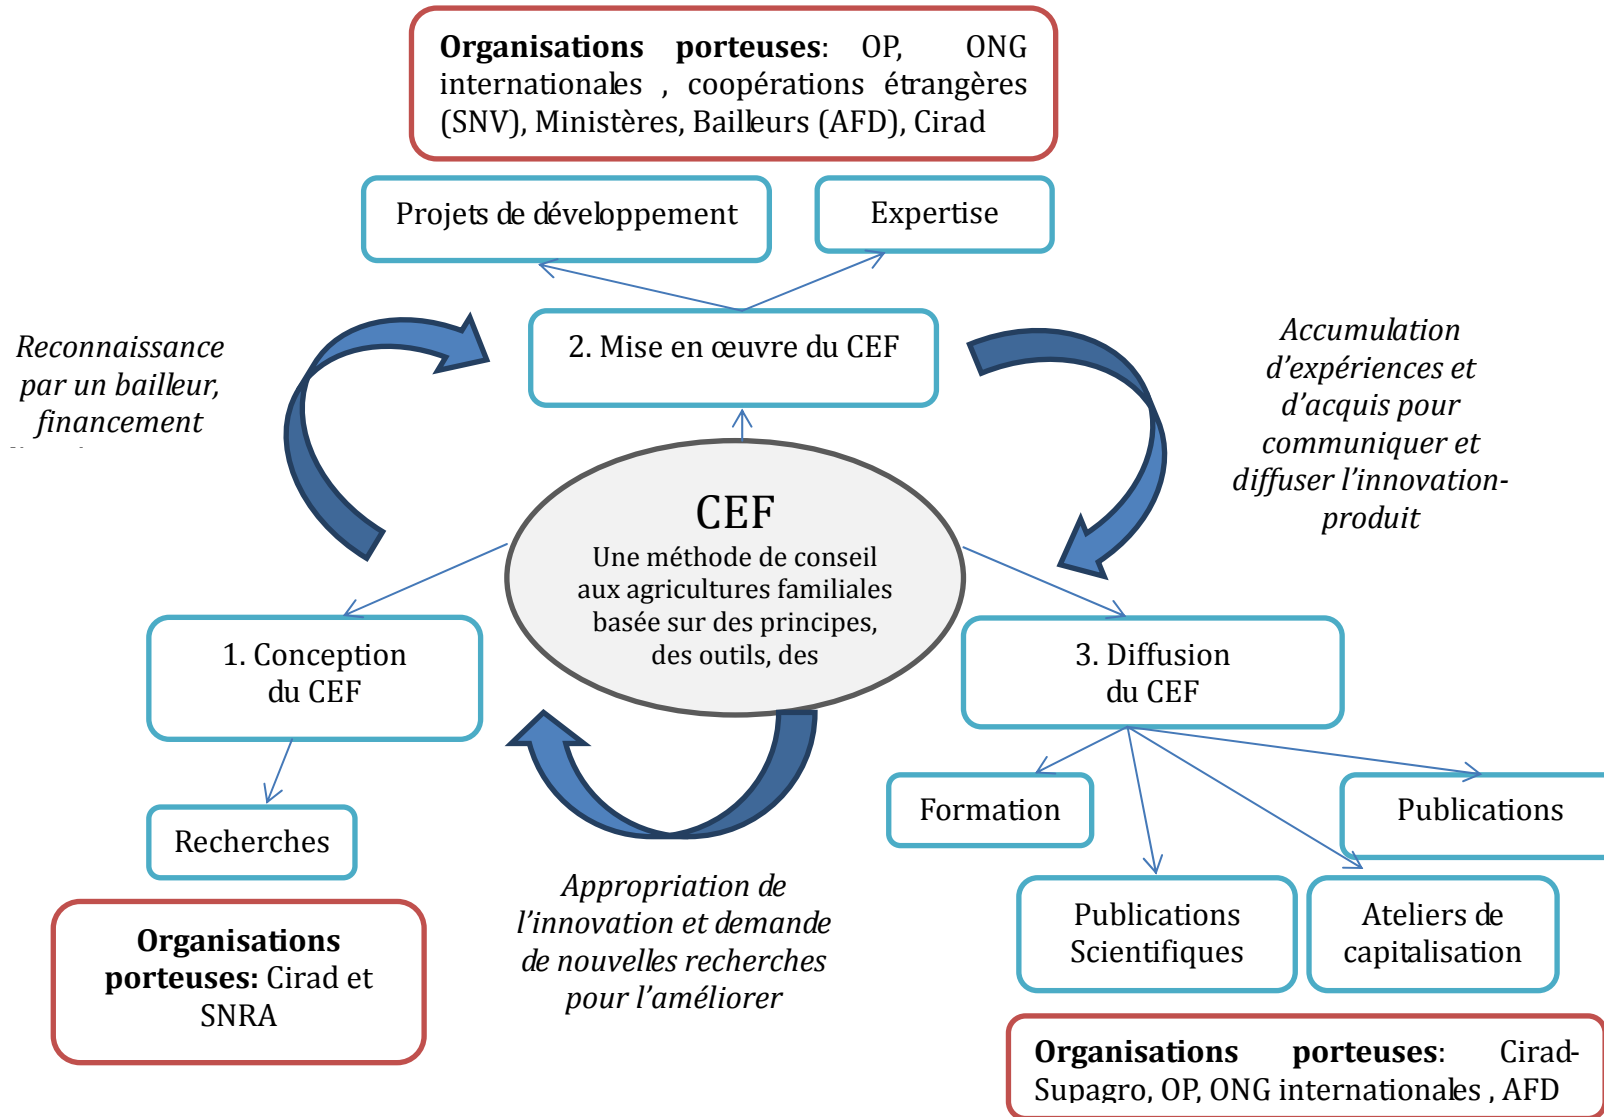 Organisations porteuses: OP, ONG
internationales , coopérations étrangères
(SNV), Ministères, Bailleurs (AFD), Cirad
Projets de développement
Expertise
2. Mise en œuvre du CEF
Reconnaissance
par un bailleur,
financement
Accumulation
d’expériences et
d’acquis pour
communiquer et
diffuser l’innovation-
produit
CEF
Une méthode de conseil
aux agricultures familiales
basée sur des principes,
des outils, des
1. Conception
du CEF
3. Diffusion
du CEF
Recherches
Formation
Publications
Organisations
porteuses: Cirad et
SNRA
Appropriation de
l’innovation et demande
de nouvelles recherches
pour l’améliorer
Publications
Scientifiques
Ateliers de
capitalisation
Organisations porteuses: Cirad-
Supagro, OP, ONG internationales , AFD